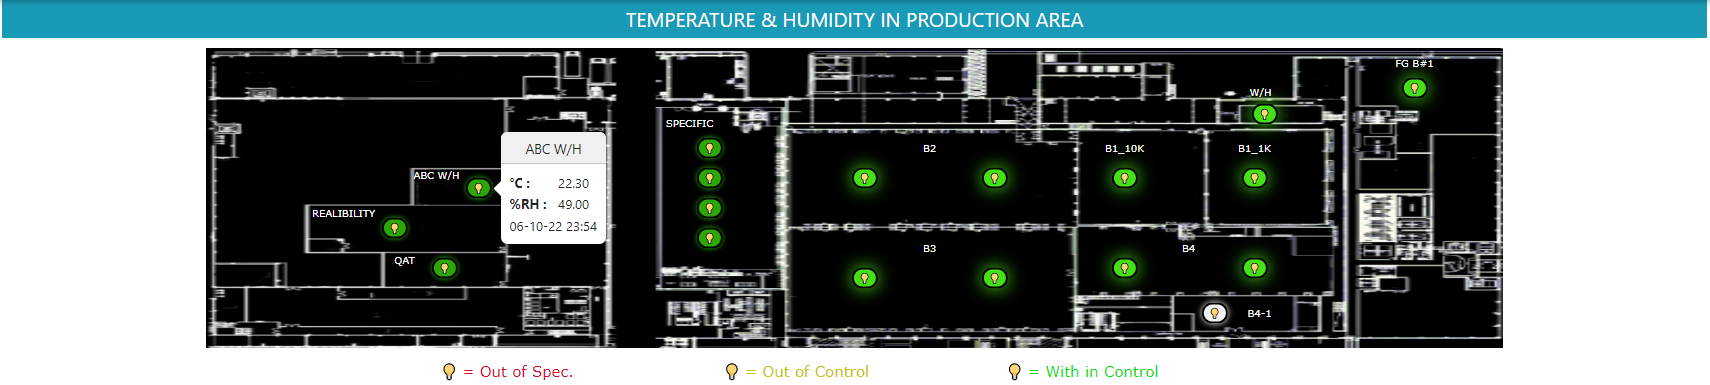 TEMPERATURE & HUMIDITY IN PRODUCTION AREA
FG B#1
W/H
SPECIFIC
ABC W/H
B2
B1_10K
B1_1K
ABC W/H
°C : 22.30
%RH : 49.00
06-10-22 23:54
REALIBILITY
QAT
B3
B4
B4-1
= Out of Spec.
= Out of Control
= With in Control